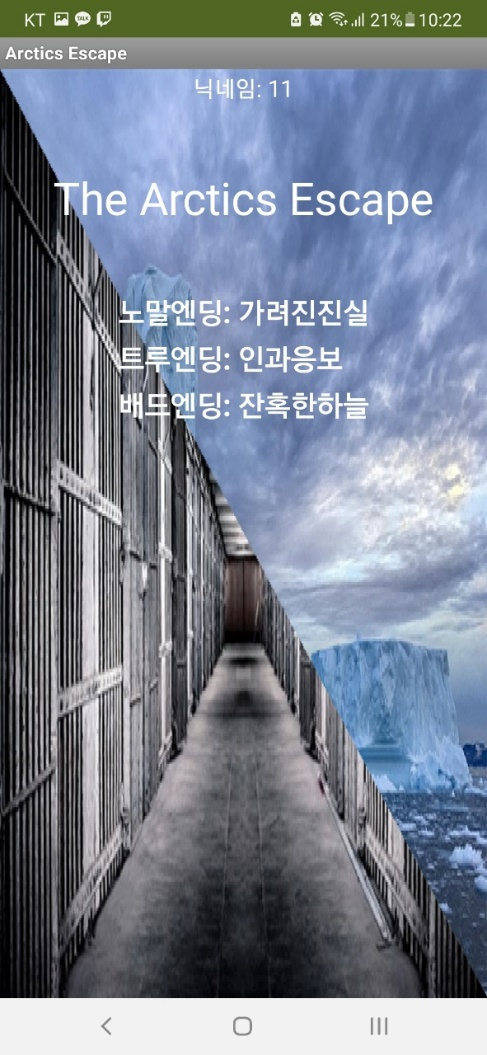 KT TALK 21% 10:22
Arctics Escape
닉네임: 11
The Arctics Escape
노말엔딩: 가려진진실
트루엔딩: 인과응보
배드엔딩: 잔혹한하늘